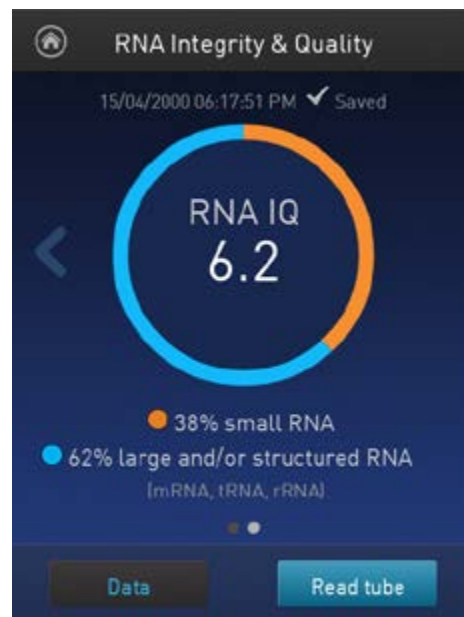 RNA Integrity & Quality
15/04/2000 06:17:51 PM Saved
RNA IQ
6.2
38% small RNA
62% large and/or structured RNA
(mRNA, tRNA, rRNA)
Data
Read tube